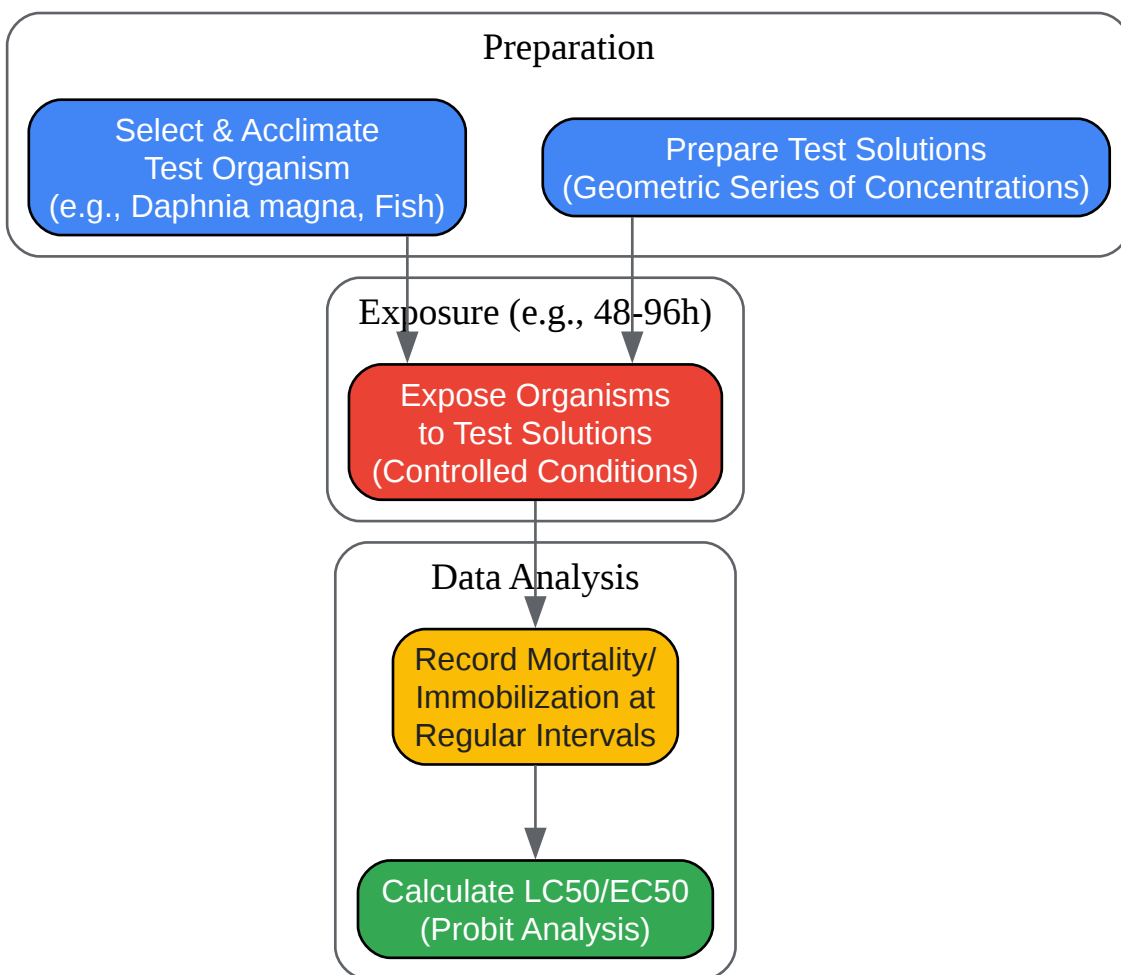 Preparation
Select & Acclimate
Test Organism
(e.g., Daphnia magna, Fish)
Prepare Test Solutions
(Geometric Series of Concentrations)
Exposure (e.g., 48-96h)
Expose Organisms
to Test Solutions
(Controlled Conditions)
Data Analysis
Record Mortality/
Immobilization at
Regular Intervals
Calculate LC50/EC50
(Probit Analysis)